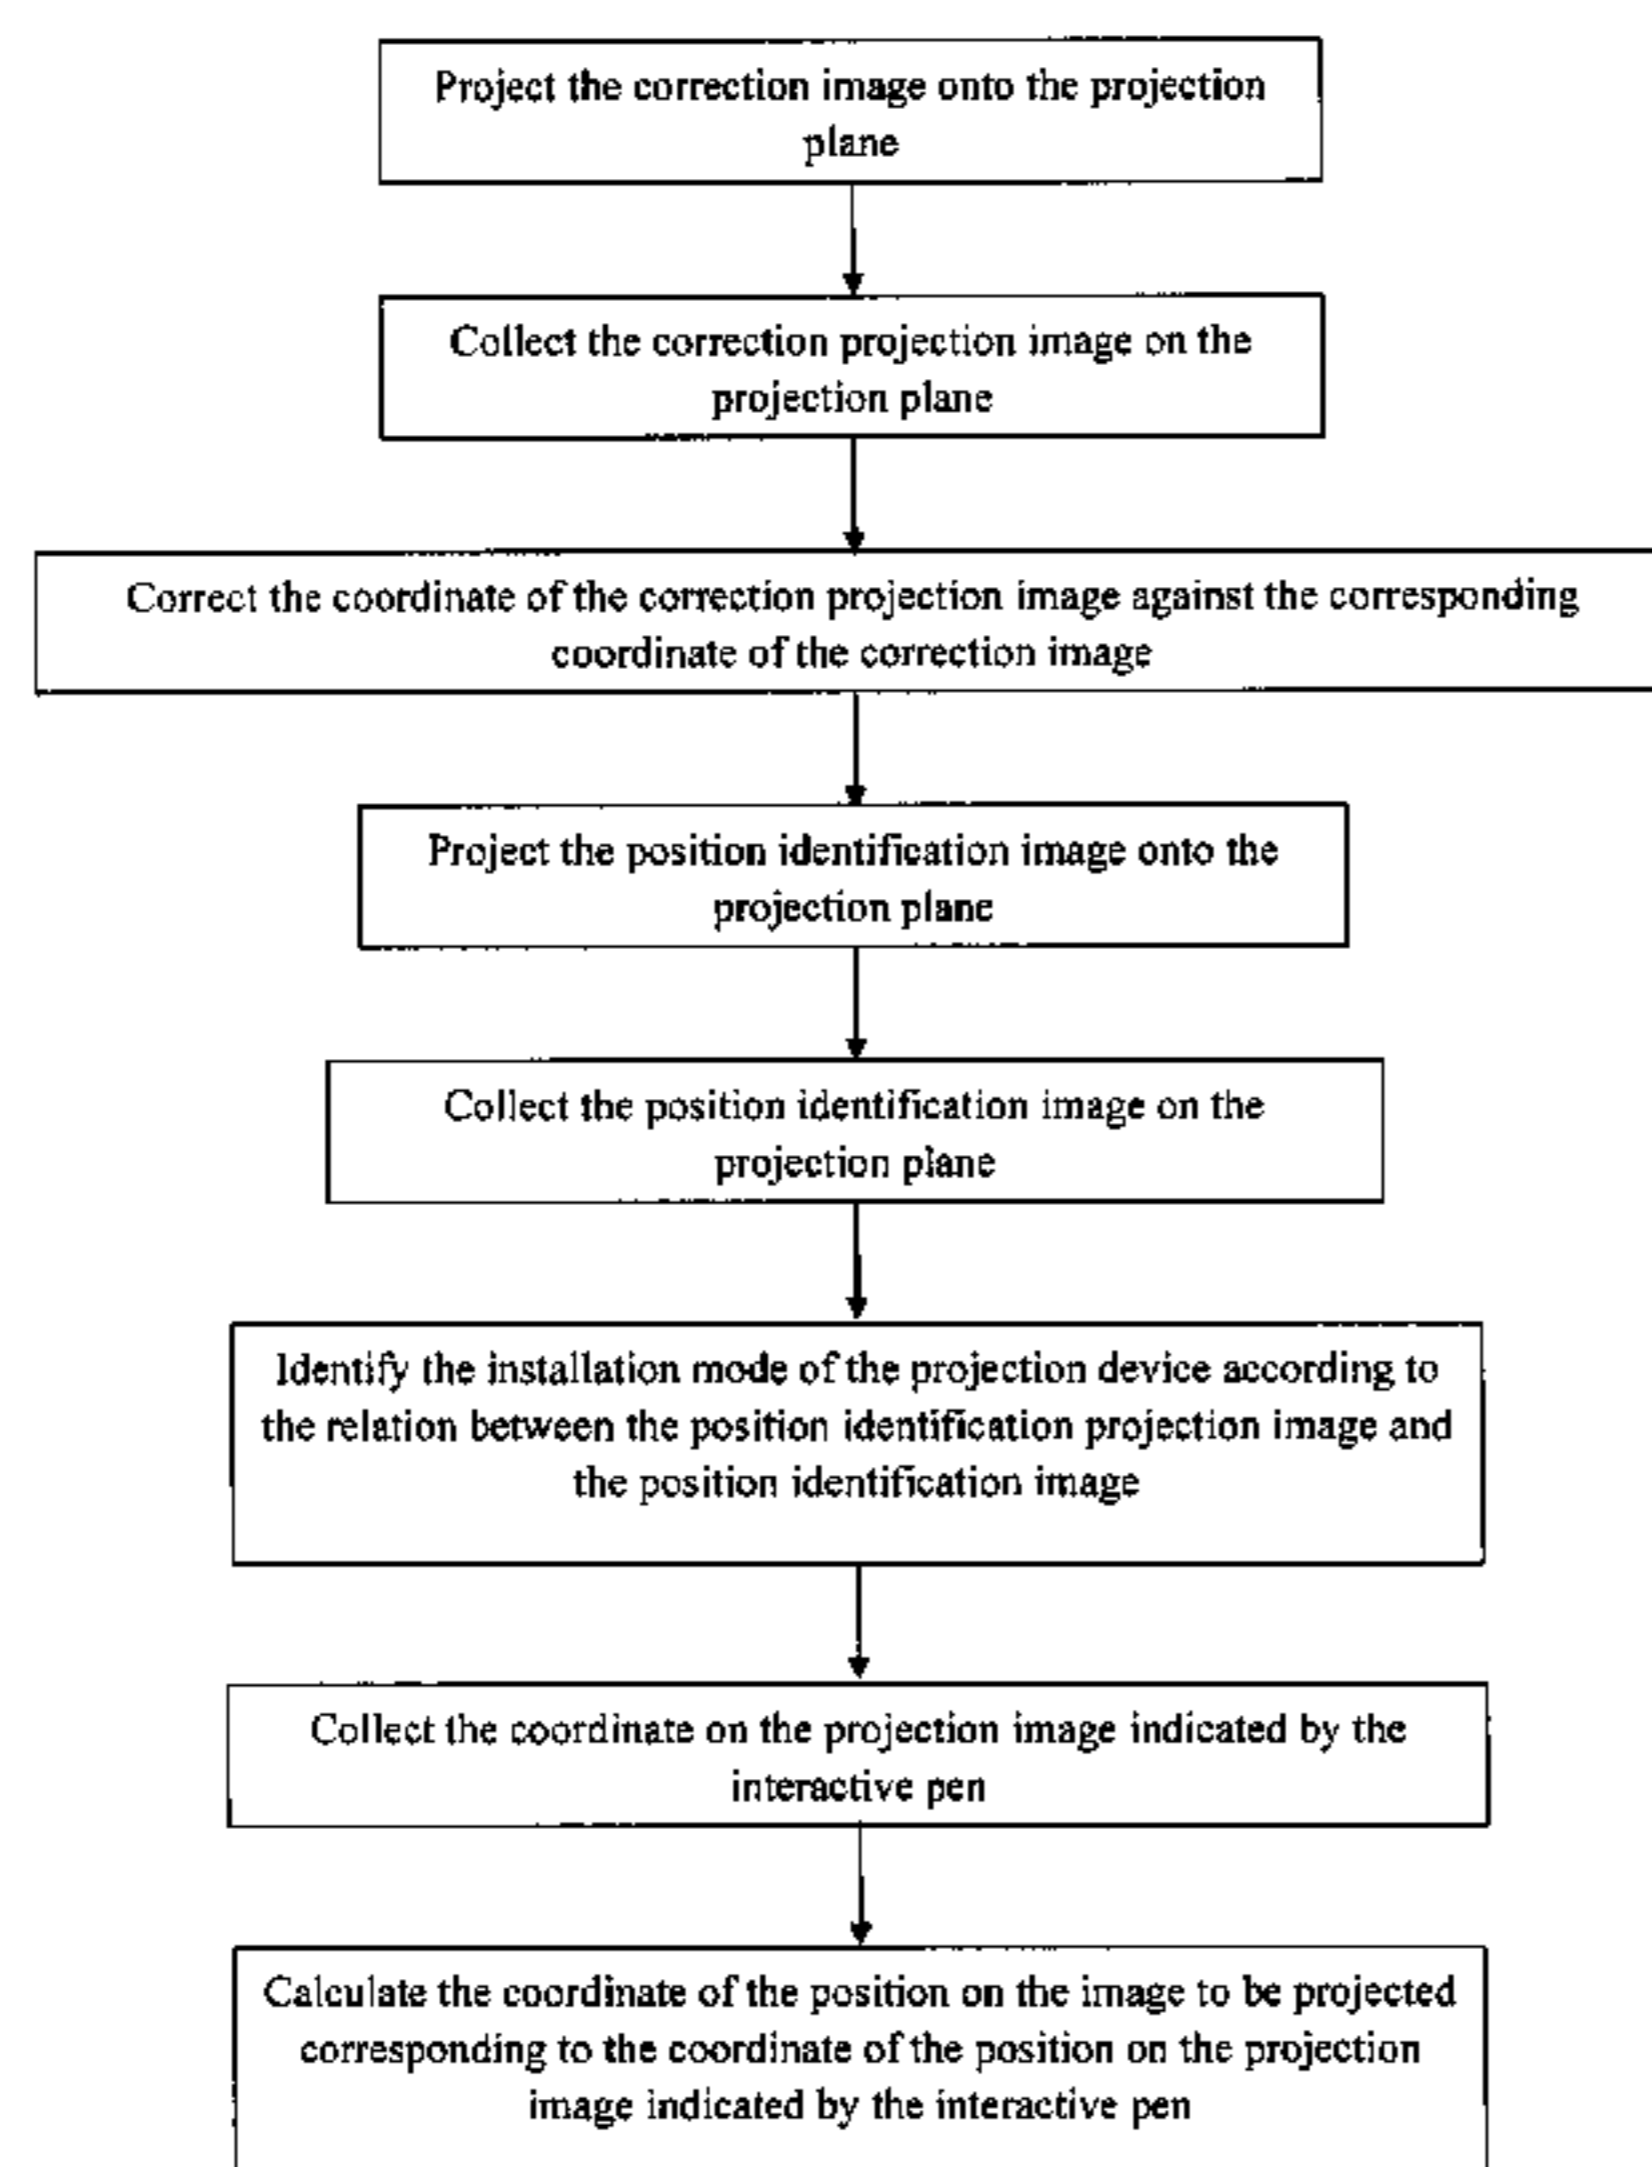 Project the correction image onto the projection
plane
Collect the correction projection image on the
projection plane
Correct the coordinate of the correction projection image against the corresponding
coordinate of the correction image
Project the position identification image onto the
projection plane
Collect the position identification image on the
projection plane
Identify the installation mode of the projection device according to
the relation between the position identification projection image and
the position identification image
Collect the coordinate on the projection image indicated by the
interactive pen
Calculate the coordinate of the position on the image to be projected
corresponding to the coordinate of the position on the projection
image indicated by the interactive pen